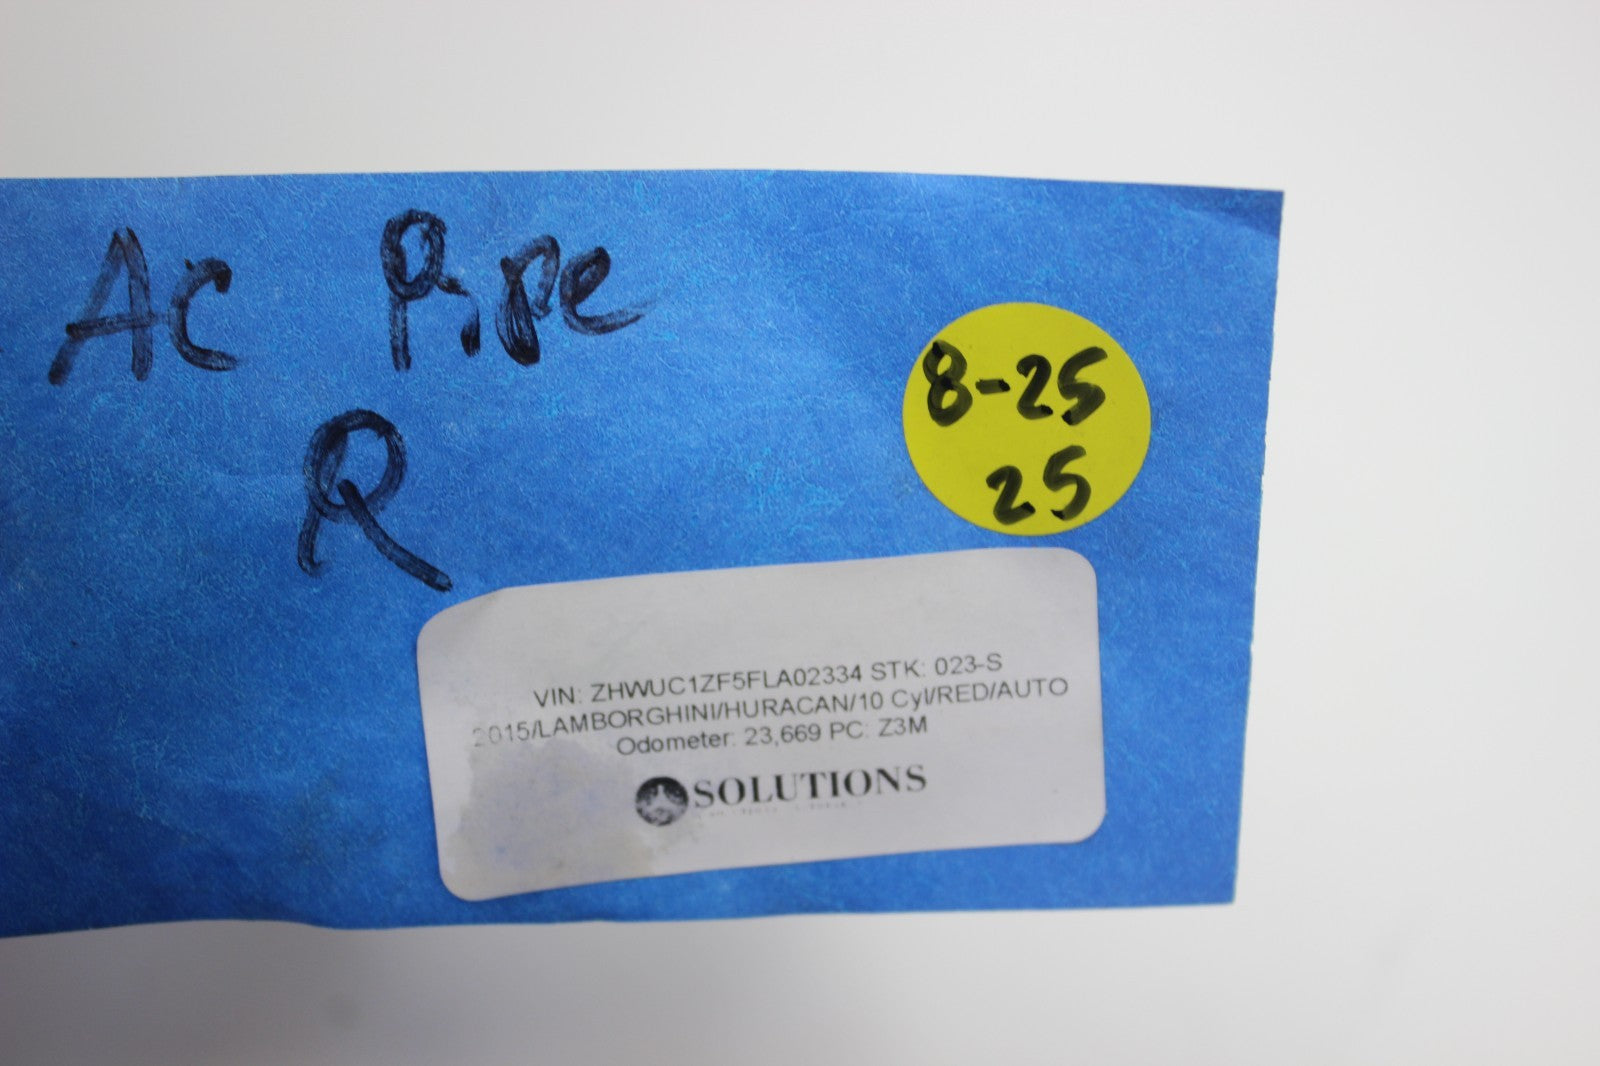 AC Pipe
R
8-25
25
VIN: ZHWUC1ZF5FLA02334 STK: 023-S
2015/LAMBORGHINI/HURACAN/10 Cyl/RED/AUTO
Odometer: 23,669 PC: Z3M
SOLUTIONS